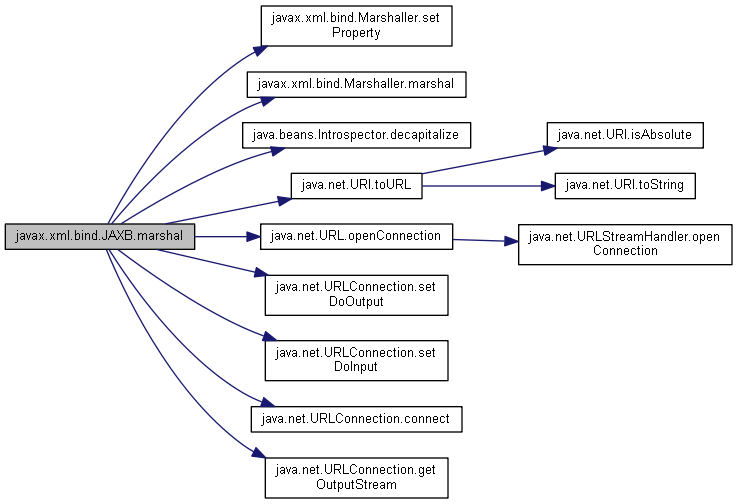 javax.xml.bind.JAXB.marshal
javax.xml.bind.Marshaller.set
Property
javax.xml.bind.Marshaller.marshal
java.beans.Introspector.decapitalize
java.net.URI.toURL
java.net.URI.isAbsolute
java.net.URI.toString
java.net.URL.openConnection
java.net.URLStreamHandler.open
Connection
java.net.URLConnection.set
DoOutput
java.net.URLConnection.set
DoInput
java.net.URLConnection.connect
java.net.URLConnection.get
OutputStream